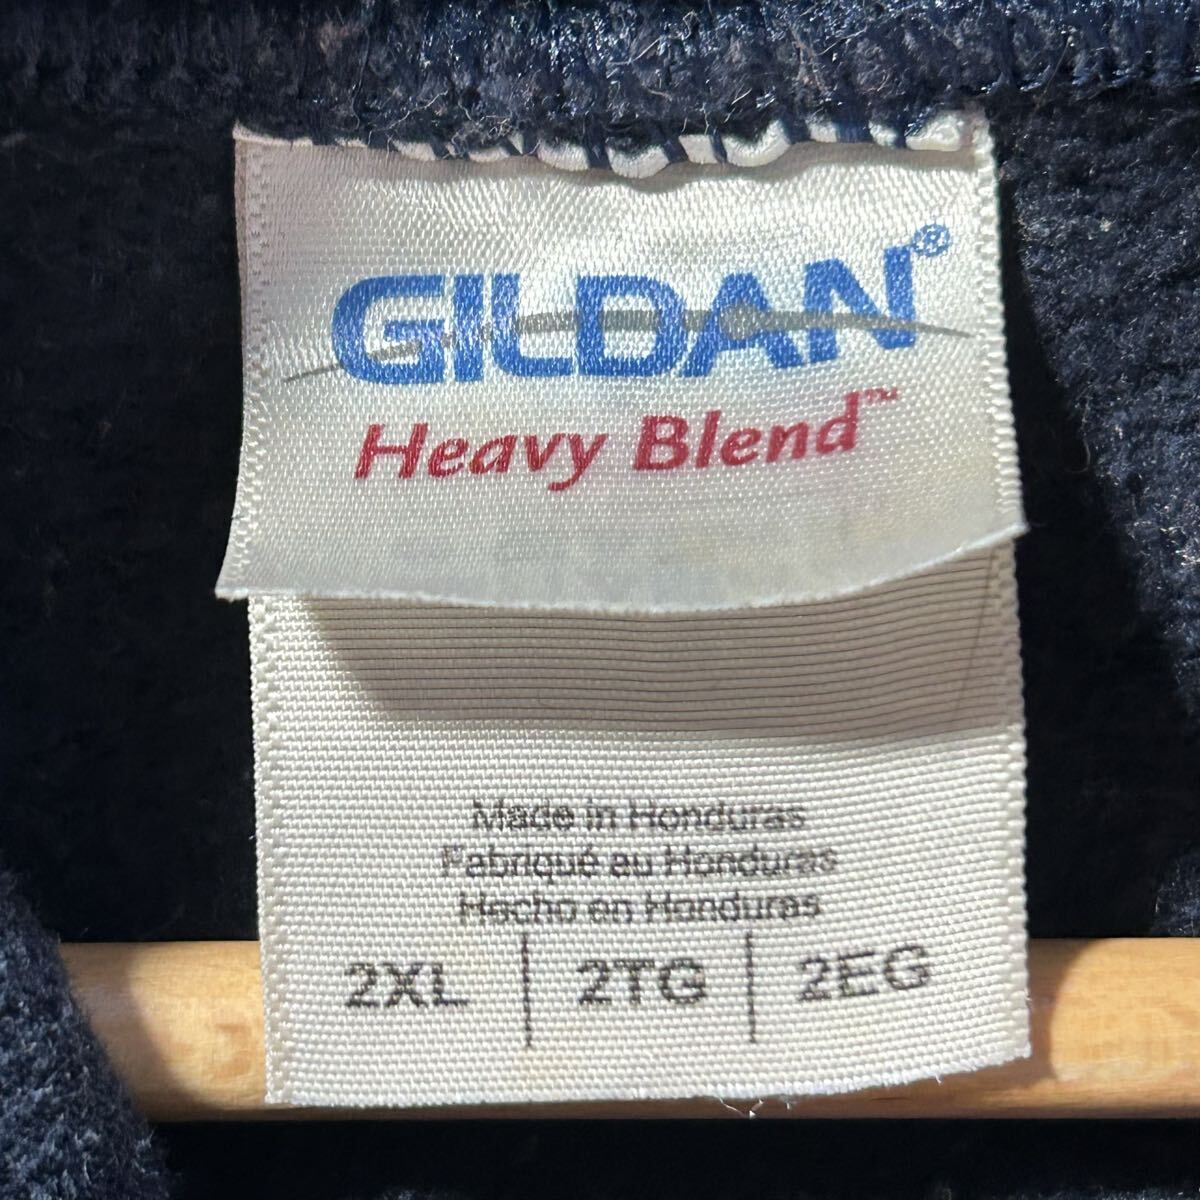 GILDAN®
Heavy Blend™
Made in Honduras
Fabriqué au Honduras
Hecho en Honduras
2XL | 2TG | 2EG